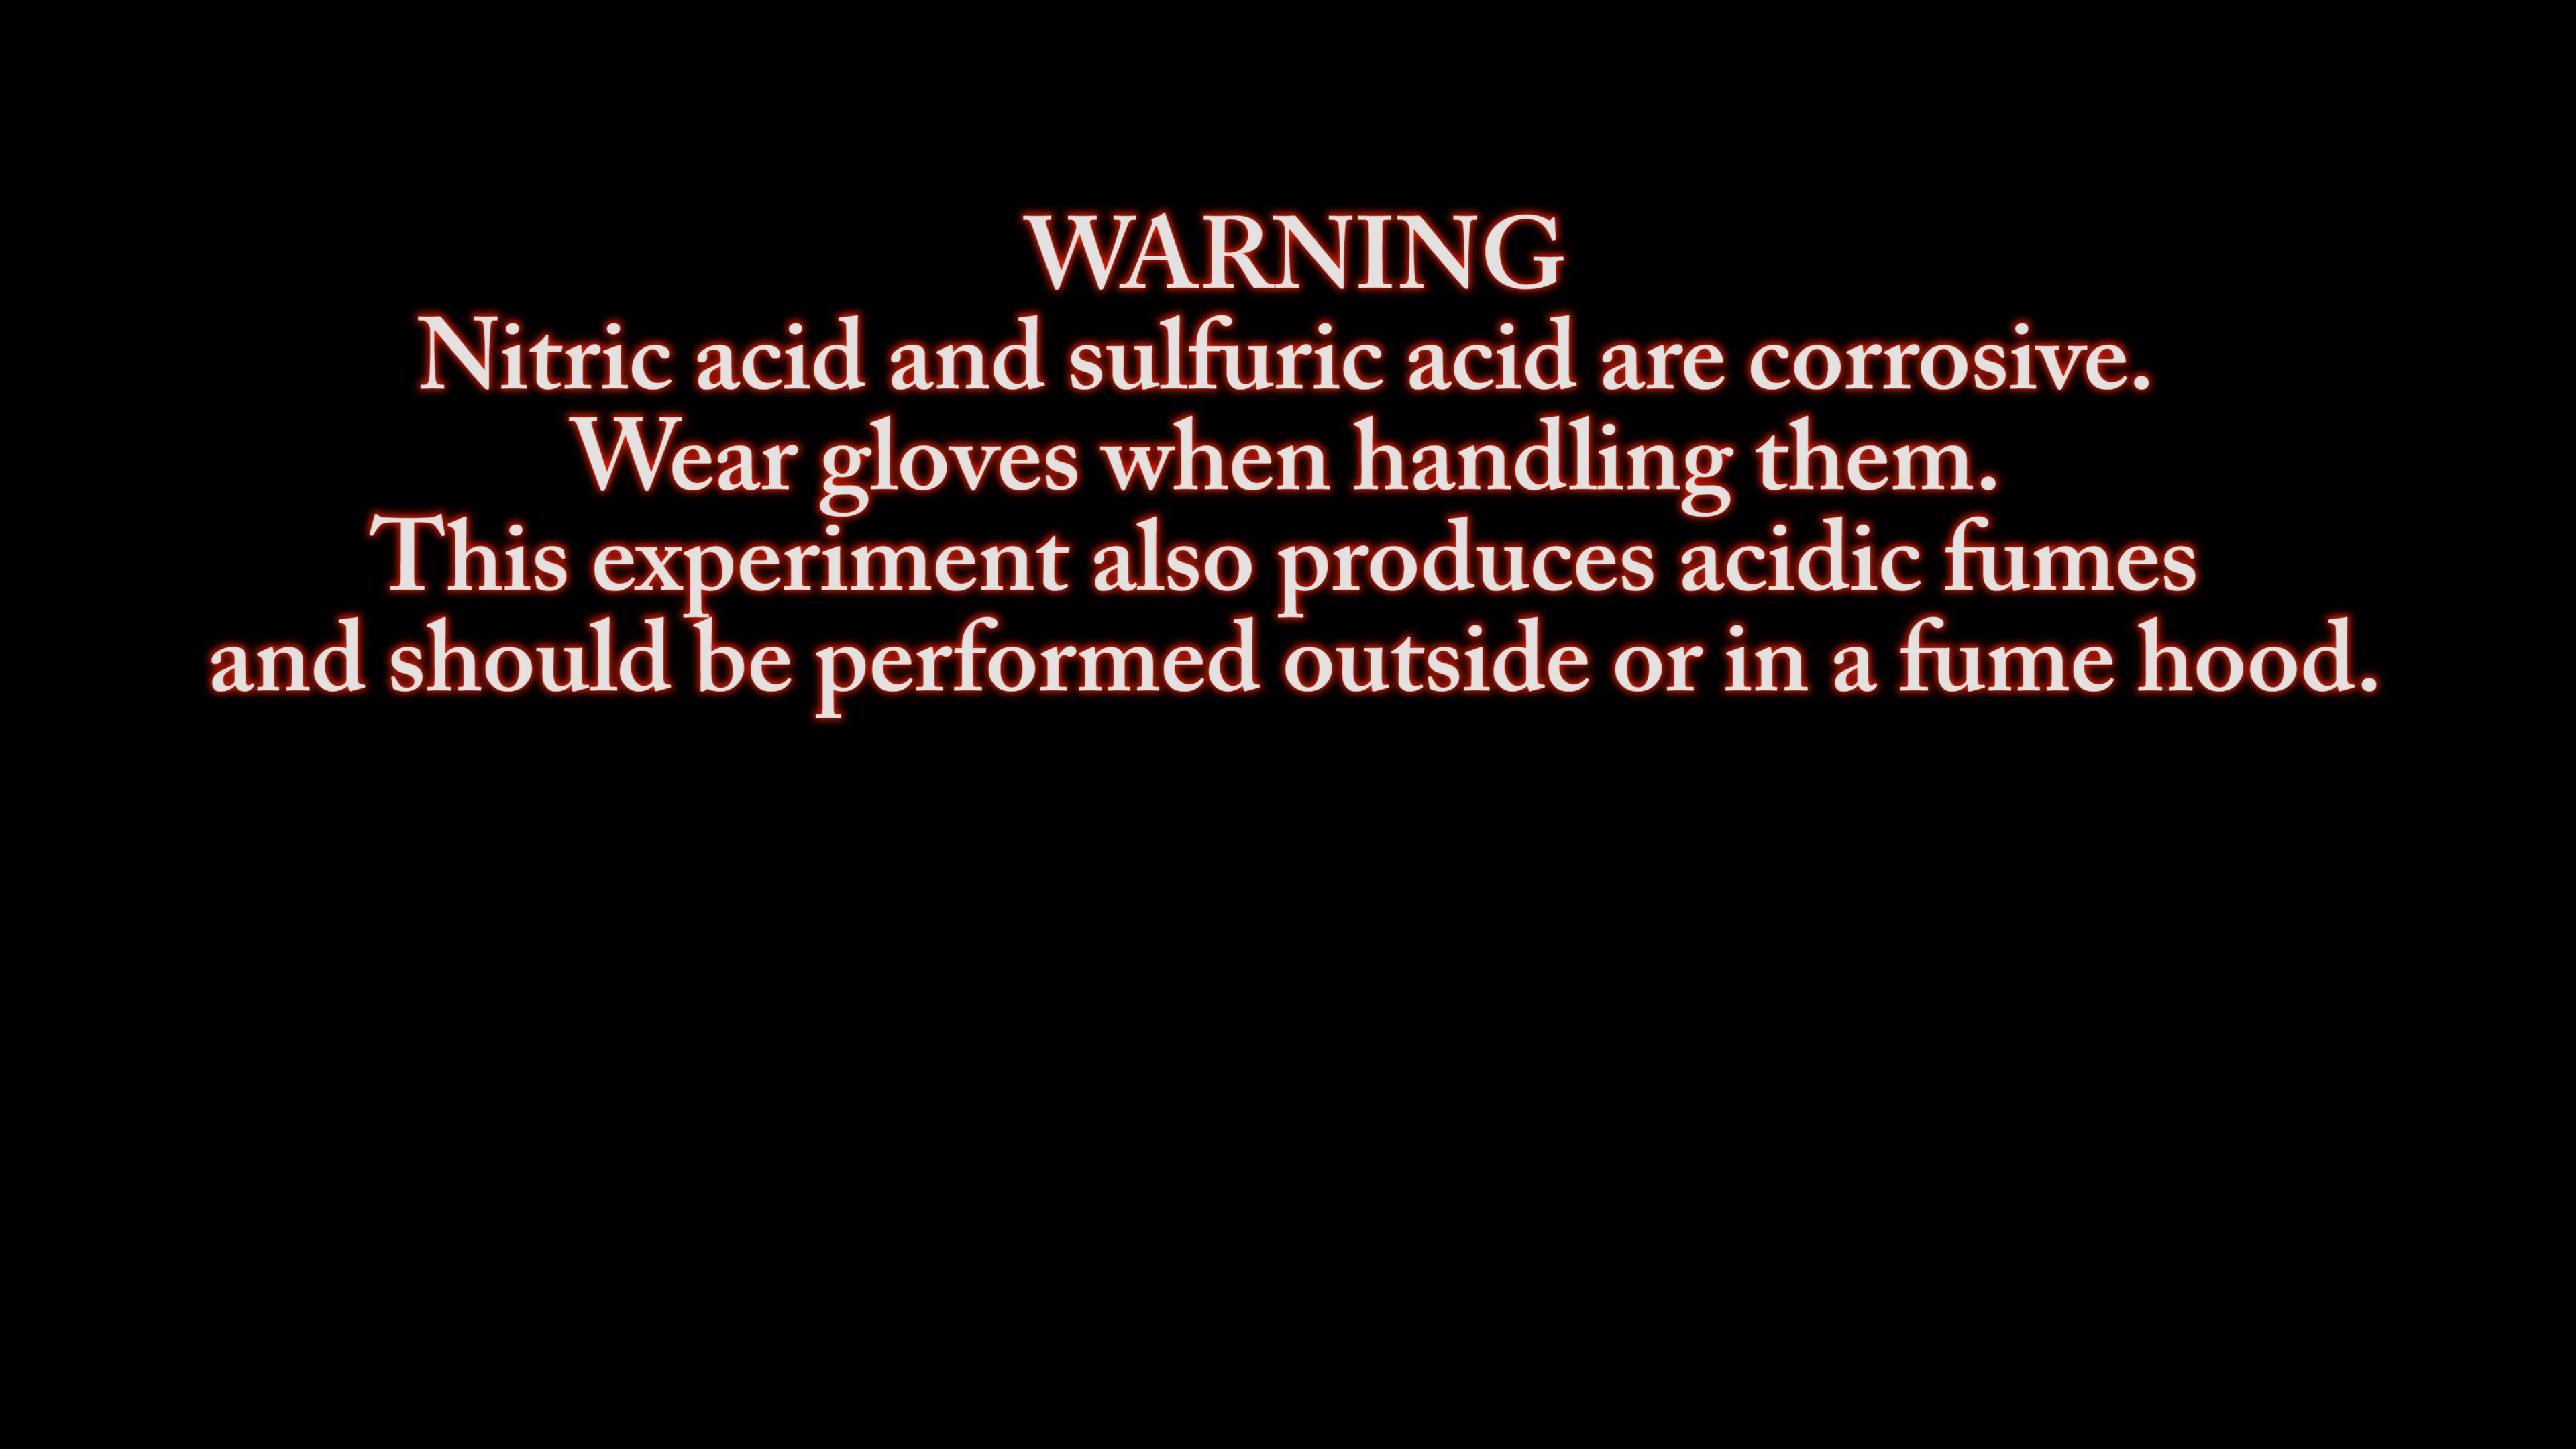 WARNING
Nitric acid and sulfuric acid are corrosive.
Wear gloves when handling them.
This experiment also produces acidic fumes
and should be performed outside or in a fume hood.